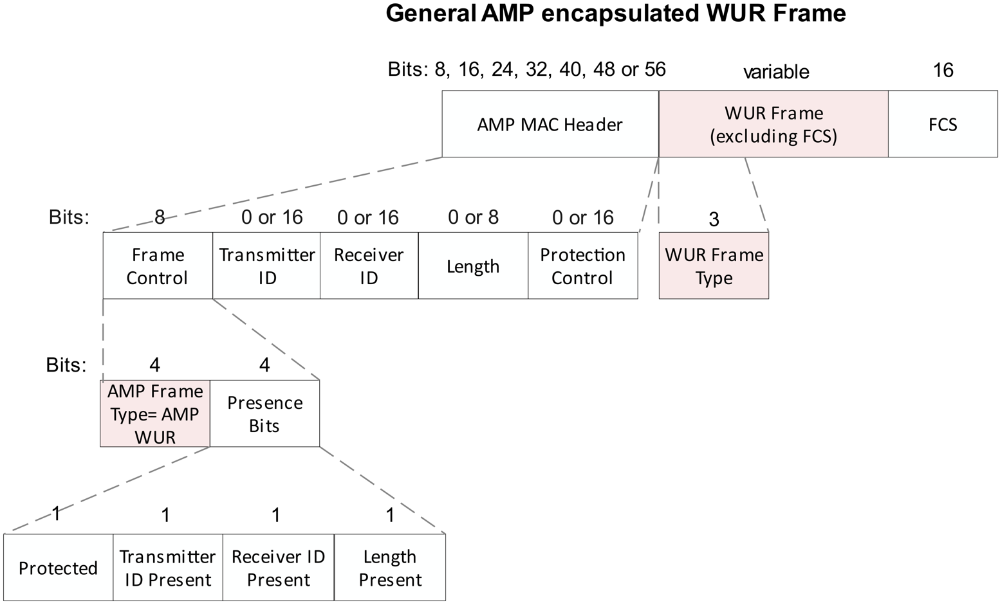 General AMP encapsulated WUR Frame
Bits: 8, 16, 24, 32, 40, 48 or 56
variable
16
AMP MAC Header
WUR Frame
(excluding FCS)
FCS
Bits:
8
0 or 16
0 or 16
0 or 8
0 or 16
3
Frame
Control
Transmitter
ID
Receiver
ID
Length
Protection
Control
WUR Frame
Type
Bits:
4
4
AMP Frame
Type= AMP
WUR
Presence
Bits
1
1
1
1
Protected
Transmitter
ID Present
Receiver ID
Present
Length
Present